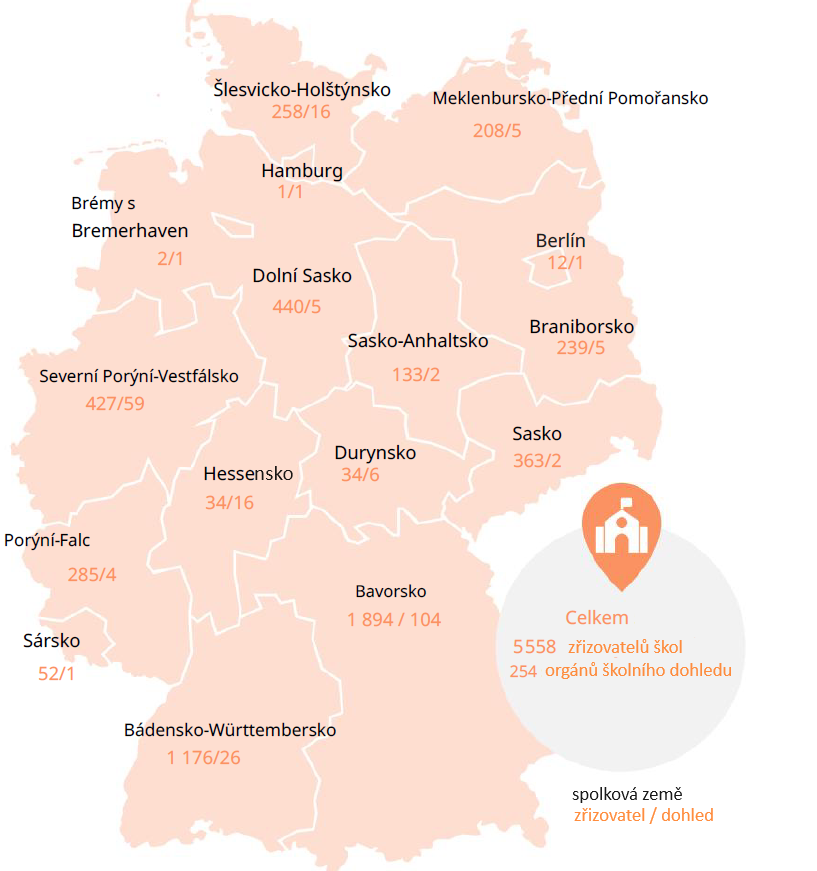 Šlesvicko-Holštýnsko
258/16
Meklenbursko-Přední Pomořansko
208/5
Hamburg
1/1
Brémy s
Bremerhaven
2/1
Berlín
12/1
Dolní Sasko
440/5
Braniborsko
239/5
Sasko-Anhaltsko
133/2
Severní Porýní-Vestfálsko
427/59
Sasko
363/2
Durynsko
34/6
Hessensko
34/16
Porýní-Falc
285/4
Bavorsko
1 894 / 104
Sársko
52/1
Bádensko-Württembersko
1 176/26
Celkem
5558 zřizovatelů škol
254 orgánů školního dohledu
spolková země
zřizovatel / dohled